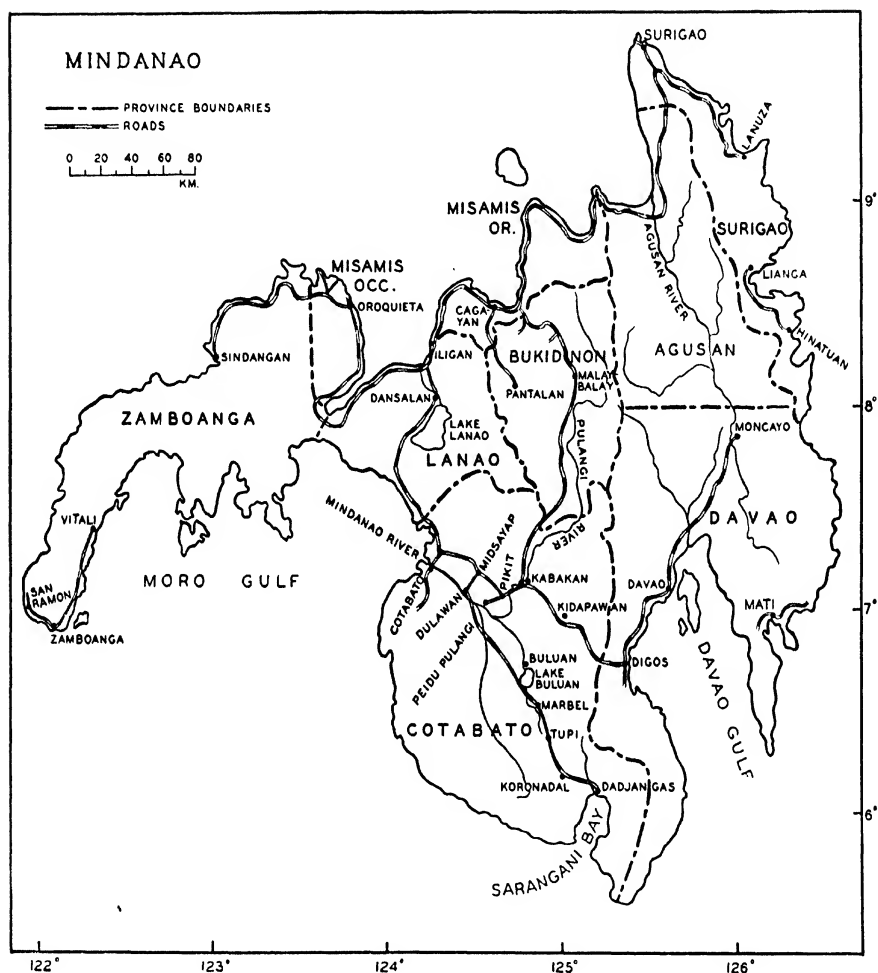 MINDANAO
PROVINCE BOUNDARIES
ROADS
0 20 40 60 80
KM.
SURIGAO
LANUZA
9°
MISAMIS
OR.
SURIGAO
AGUSAN RIVER
LIANGA
MISAMIS
OCC.
OROQUIETA
CAGA-
YAN
HINATUAN
SINDANGAN
ILIGAN
BUKIDNON
AGUSAN
MALAY-
BALAY
DANSALAN
PANTALAN
8°
ZAMBOANGA
LAKE
LANAO
MONCAYO
LANAO
PULANGI
RIVER
DAVAO
VITALI
MINDANAO RIVER
MIDSAYAP
PIKIT
MORO GULF
KABAKAN
DAVAO
SAN
RAMON
COTABATO
DULAWAN
KIDAPAWAN
MATI
7°
ZAMBOANGA
PEIDU PULANGI
BULUAN
LAKE
BULUAN
DIGOS
DAVAO GULF
MARBEL
COTABATO
TUPI
KORONADAL
DADJANGAS
6°
SARANGANI BAY
122° 123° 124° 125° 126°